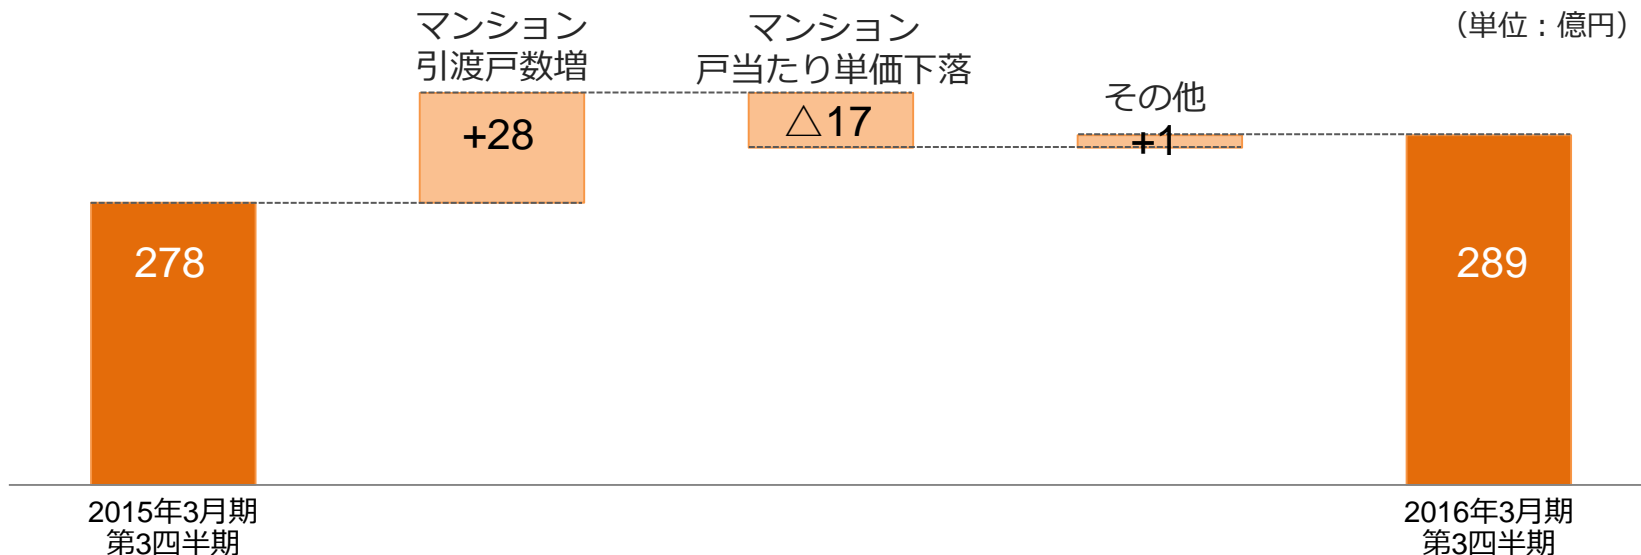 （単位：億円）
マンション
引渡戸数増
マンション
戸当たり単価下落
その他
+28
△17
+1
278
289
2015年3月期
第3四半期
2016年3月期
第3四半期